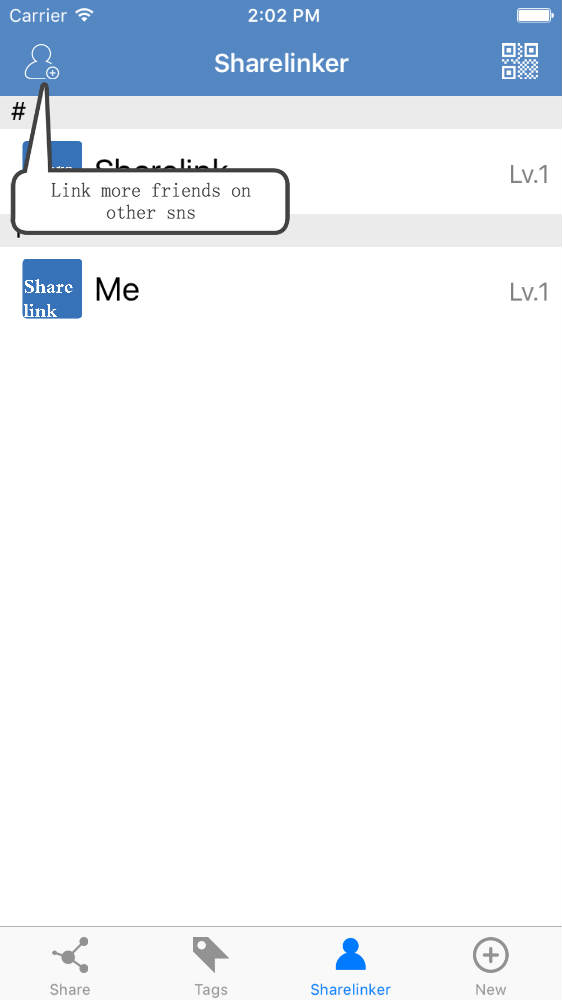 Carrier
2:02 PM
Sharelinker
#
Sharelink
Lv.1
Link more friends on
other sns
Share
link
Me
Lv.1
Share
Tags
Sharelinker
New